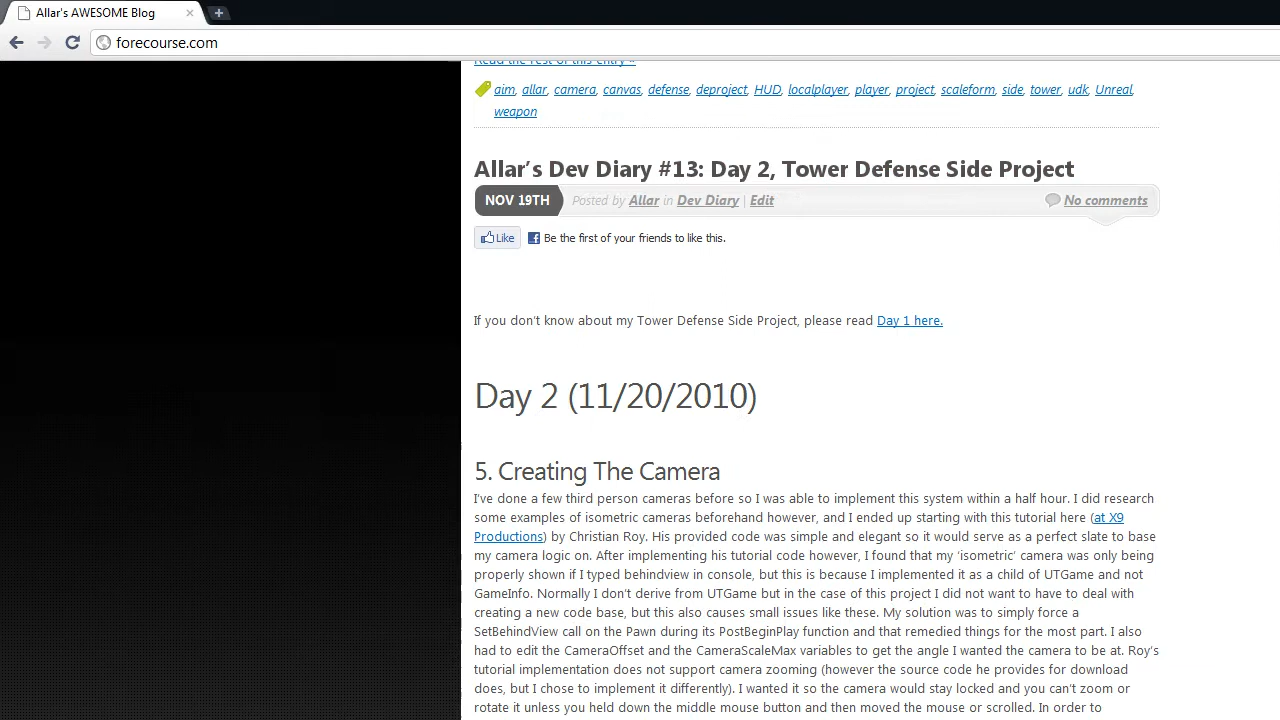 Allar's AWESOME Blog
forecourse.com
Read the rest of this entry »
aim, allar, camera, canvas, defense, deproject, HUD, localplayer, player, project, scaleform, side, tower, udk, Unreal,
weapon
Allar's Dev Diary #13: Day 2, Tower Defense Side Project
NOV 19TH Posted by Allar in Dev Diary | Edit No comments
Like Be the first of your friends to like this.
If you don't know about my Tower Defense Side Project, please read Day 1 here.
Day 2 (11/20/2010)
5. Creating The Camera
I've done a few third person cameras before so I was able to implement this system within a half hour. I did research
some examples of isometric cameras beforehand however, and I ended up starting with this tutorial here (at X9
Productions) by Christian Roy. His provided code was simple and elegant so it would serve as a perfect slate to base
my camera logic on. After implementing his tutorial code however, I found that my 'isometric' camera was only being
properly shown if I typed behindview in console, but this is because I implemented it as a child of UTGame and not
GameInfo. Normally I don't derive from UTGame but in the case of this project I did not want to have to deal with
creating a new code base, but this also causes small issues like these. My solution was to simply force a
SetBehindView call on the Pawn during its PostBeginPlay function and that remedied things for the most part. I also
had to edit the CameraOffset and the CameraScaleMax variables to get the angle I wanted the camera to be at. Roy's
tutorial implementation does not support camera zooming (however the source code he provides for download
does, but I chose to implement it differently). I wanted it so the camera would stay locked and you can't zoom or
rotate it unless you held down the middle mouse button and then moved the mouse or scrolled. In order to